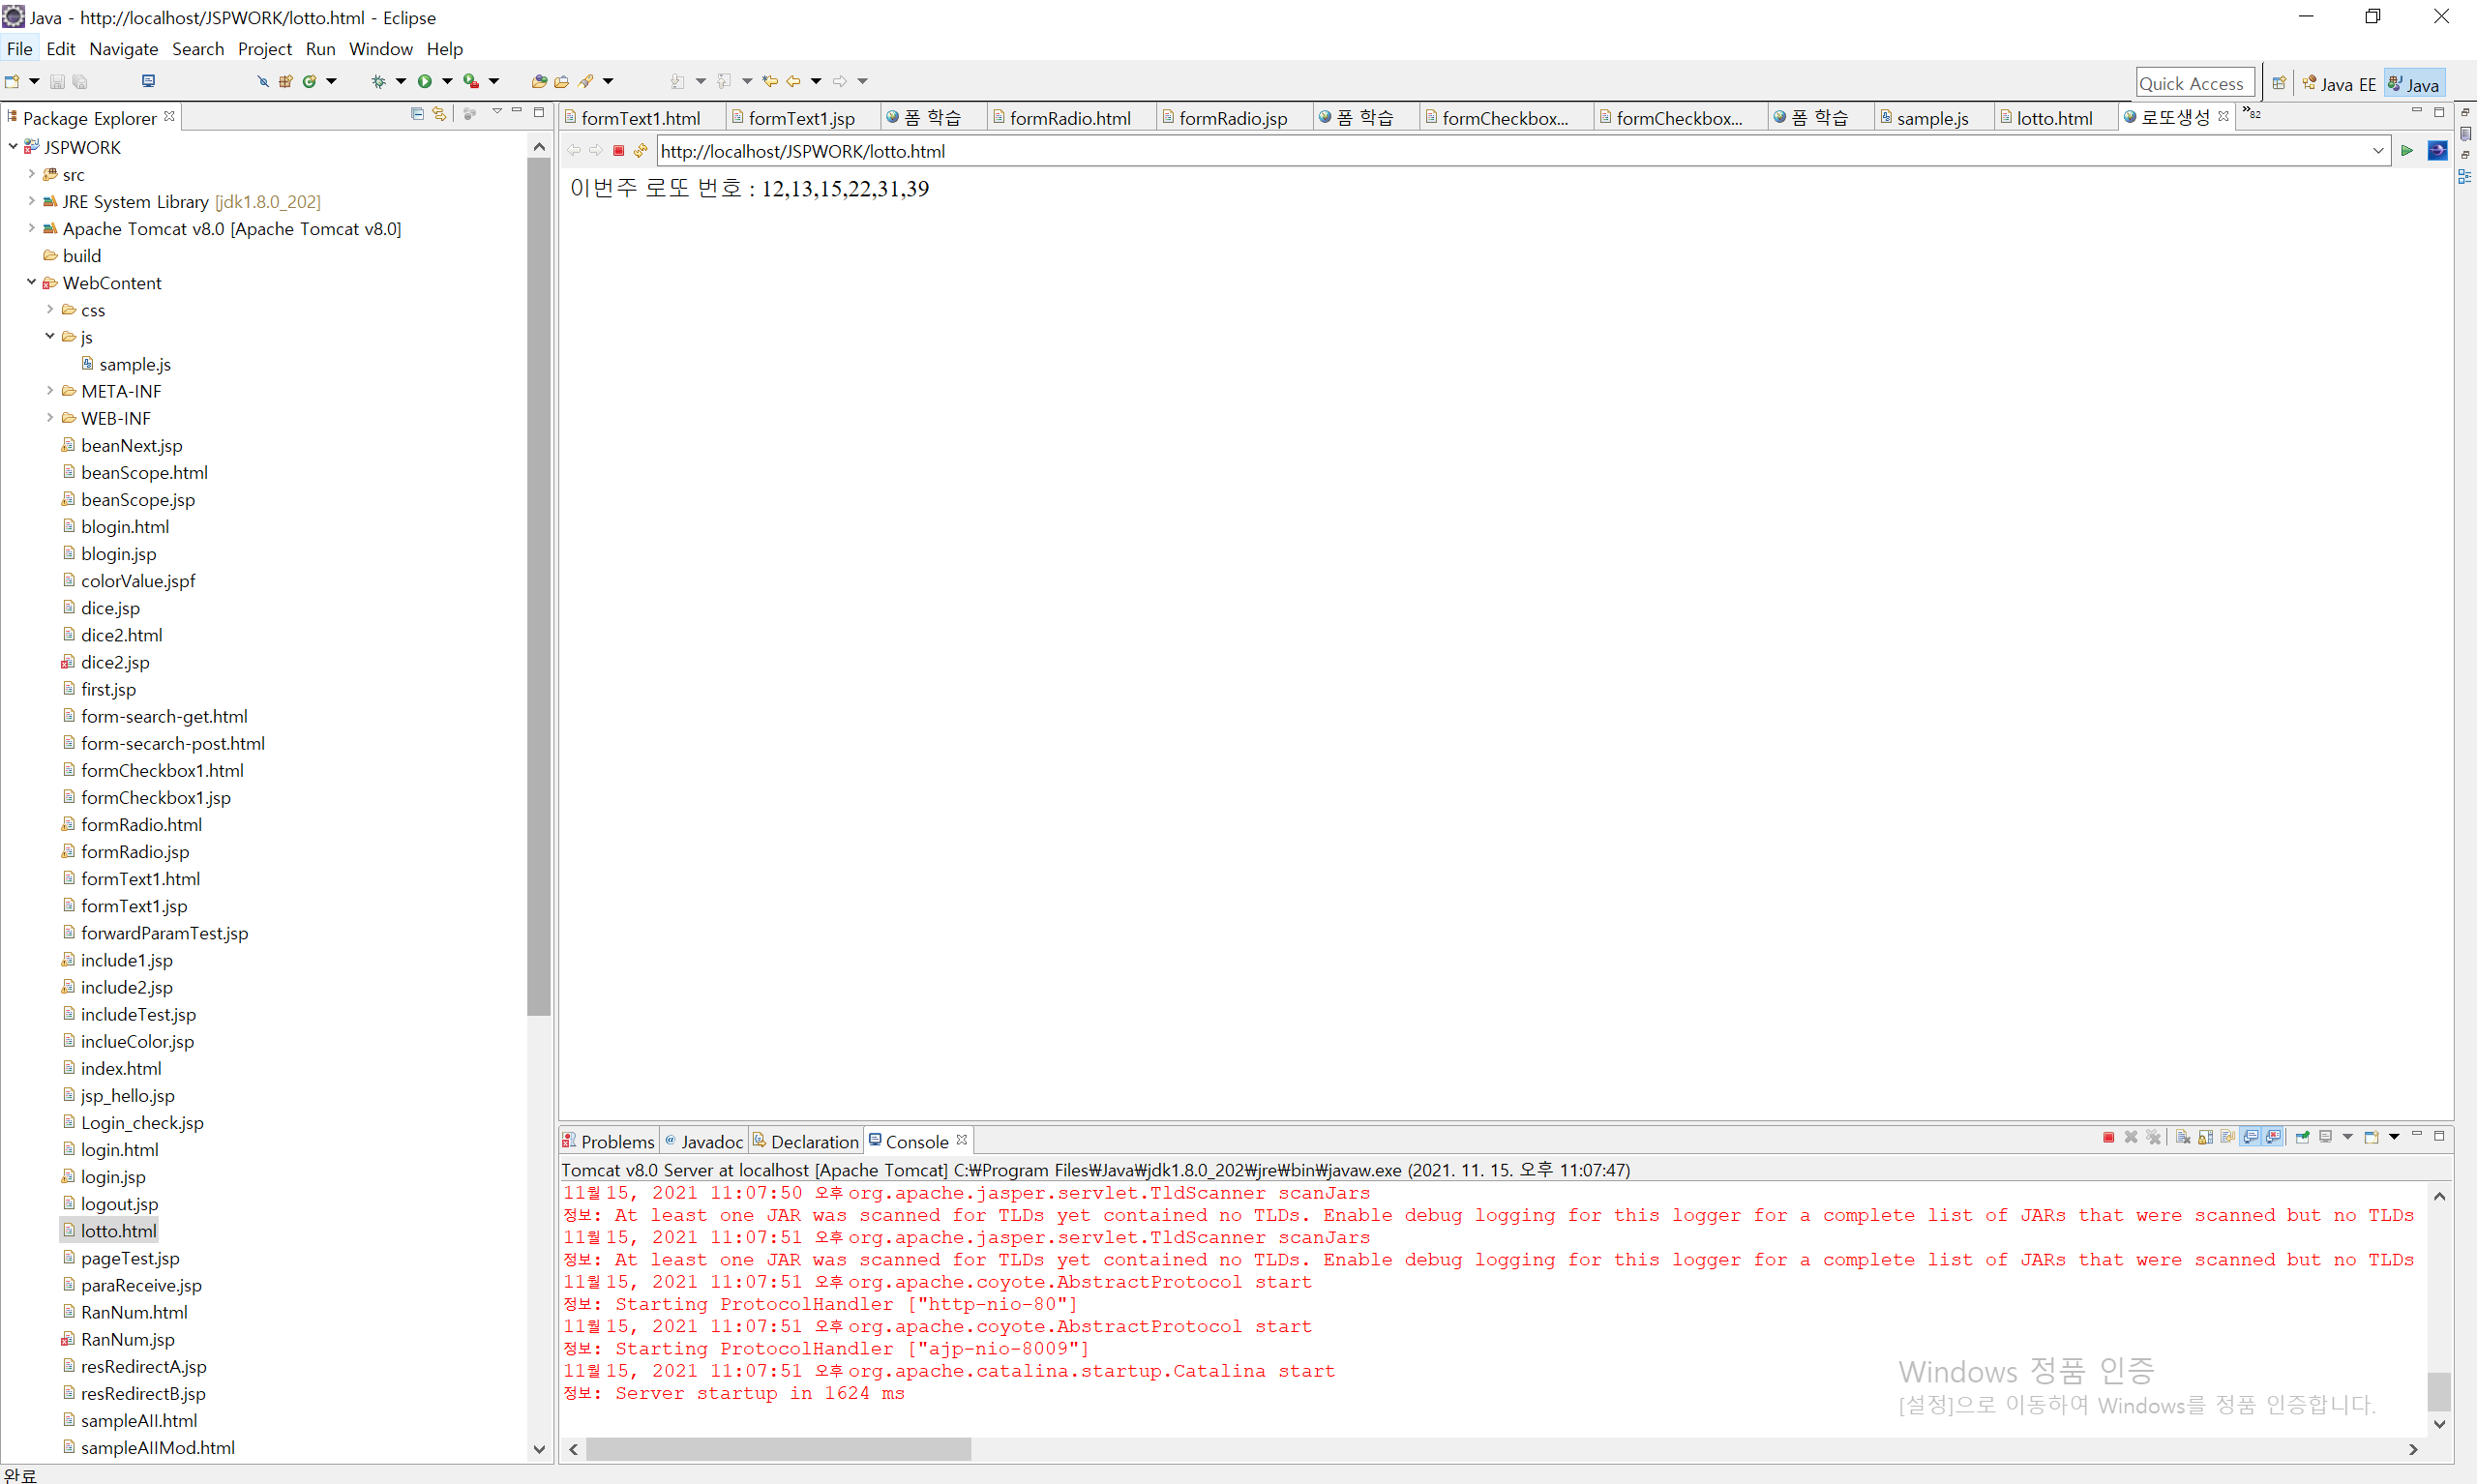 Java - http://localhost/JSPWORK/lotto.html - Eclipse
File Edit Navigate Search Project Run Window Help
Quick Access Java EE Java
Package Explorer
JSPWORK
src
JRE System Library [jdk1.8.0_202]
Apache Tomcat v8.0 [Apache Tomcat v8.0]
build
WebContent
css
js
sample.js
META-INF
WEB-INF
beanNext.jsp
beanScope.html
beanScope.jsp
blogin.html
blogin.jsp
colorValue.jspf
dice.jsp
dice2.html
dice2.jsp
first.jsp
form-search-get.html
form-secarch-post.html
formCheckbox1.html
formCheckbox1.jsp
formRadio.html
formRadio.jsp
formText1.html
formText1.jsp
forwardParamTest.jsp
include1.jsp
include2.jsp
includeTest.jsp
inclueColor.jsp
index.html
jsp_hello.jsp
Login_check.jsp
login.html
login.jsp
logout.jsp
lotto.html
pageTest.jsp
paraReceive.jsp
RanNum.html
RanNum.jsp
resRedirectA.jsp
resRedirectB.jsp
sampleAll.html
sampleAllMod.html
formText1.html formText1.jsp 폼 학습 formRadio.html formRadio.jsp 폼 학습 formCheckbox... formCheckbox... 폼 학습 sample.js lotto.html 로또생성 »82
http://localhost/JSPWORK/lotto.html
이번주 로또 번호 : 12,13,15,22,31,39
Problems @ Javadoc Declaration Console
Tomcat v8.0 Server at localhost [Apache Tomcat] C:₩Program Files₩Java₩jdk1.8.0_202₩jre₩bin₩javaw.exe (2021. 11. 15. 오후 11:07:47)
11월 15, 2021 11:07:50 오후 org.apache.jasper.servlet.TldScanner scanJars
정보: At least one JAR was scanned for TLDs yet contained no TLDs. Enable debug logging for this logger for a complete list of JARs that were scanned but no TLDs
11월 15, 2021 11:07:51 오후 org.apache.jasper.servlet.TldScanner scanJars
정보: At least one JAR was scanned for TLDs yet contained no TLDs. Enable debug logging for this logger for a complete list of JARs that were scanned but no TLDs
11월 15, 2021 11:07:51 오후 org.apache.coyote.AbstractProtocol start
정보: Starting ProtocolHandler ["http-nio-80"]
11월 15, 2021 11:07:51 오후 org.apache.coyote.AbstractProtocol start
정보: Starting ProtocolHandler ["ajp-nio-8009"]
11월 15, 2021 11:07:51 오후 org.apache.catalina.startup.Catalina start
정보: Server startup in 1624 ms
Windows 정품 인증
[설정]으로 이동하여 Windows를 정품 인증합니다.
완료